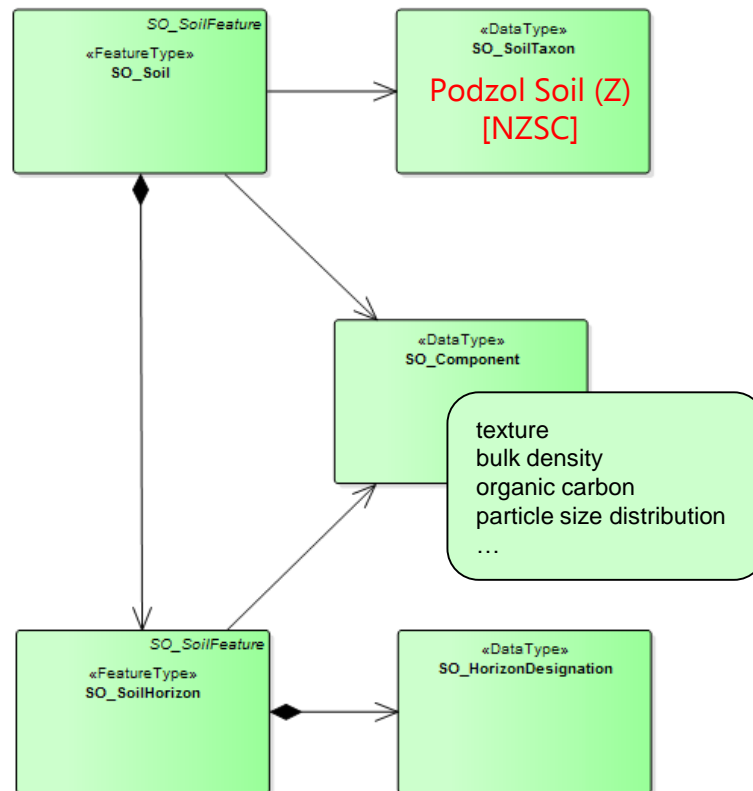 SO_SoilFeature
«FeatureType»
SO_Soil
«DataType»
SO_SoilTaxon
Podzol Soil (Z)
[NZSC]
«DataType»
SO_Component
texture
bulk density
organic carbon
particle size distribution
…
SO_SoilFeature
«FeatureType»
SO_SoilHorizon
«DataType»
SO_HorizonDesignation